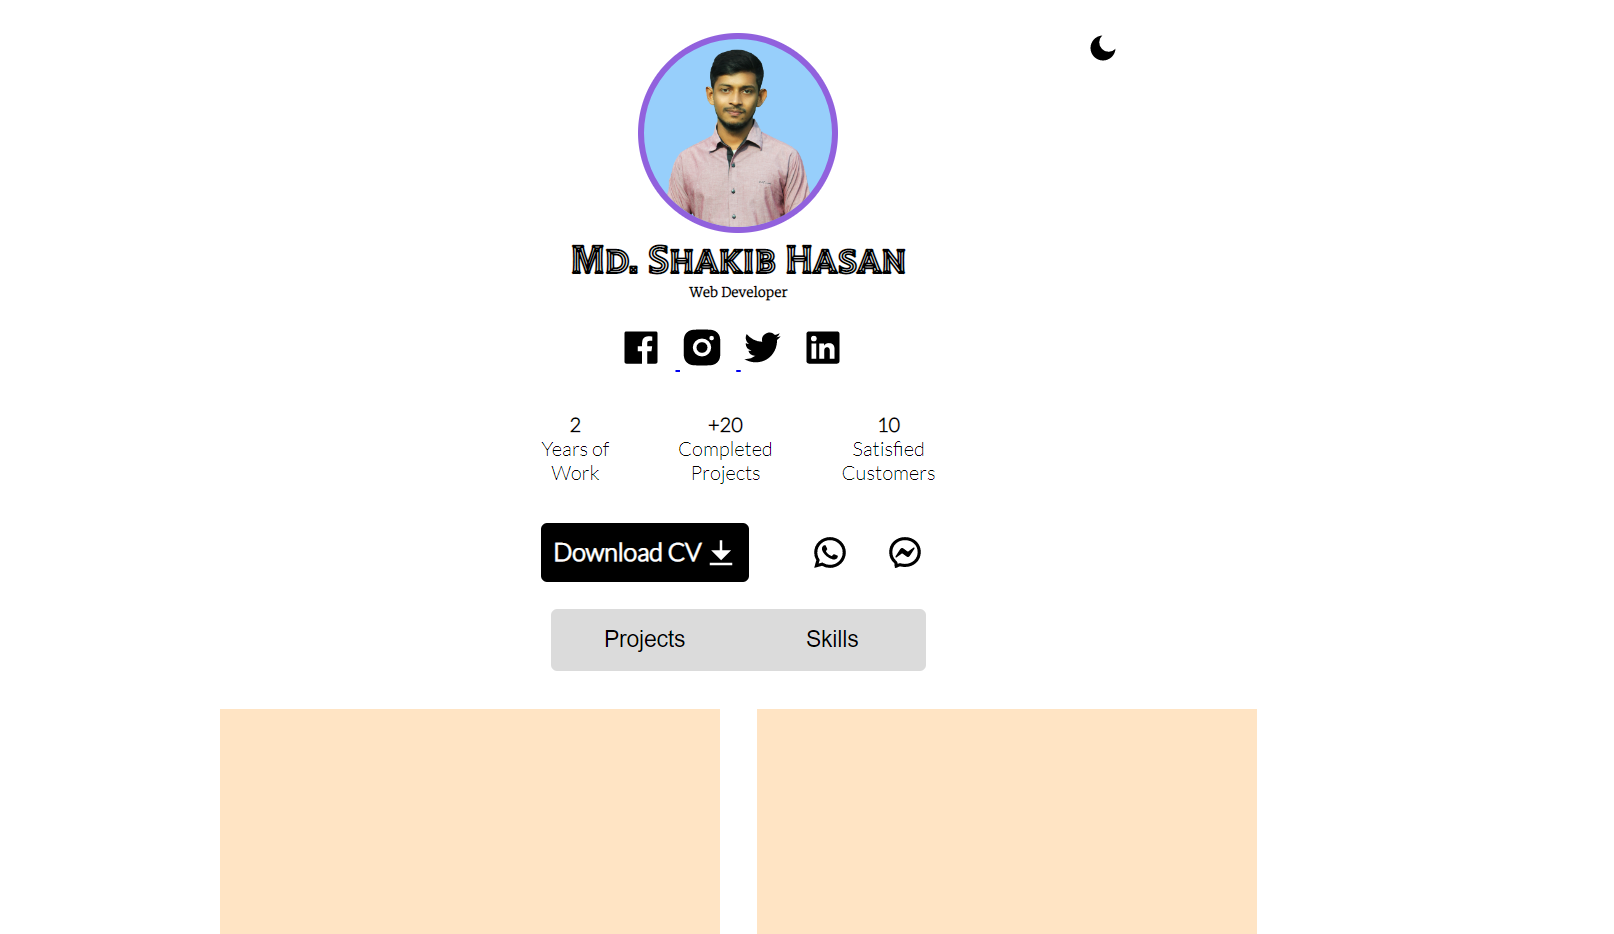 Md. Shakib Hasan
Web Developer
2
Years of
Work
+20
Completed
Projects
10
Satisfied
Customers
Download CV
Projects
Skills